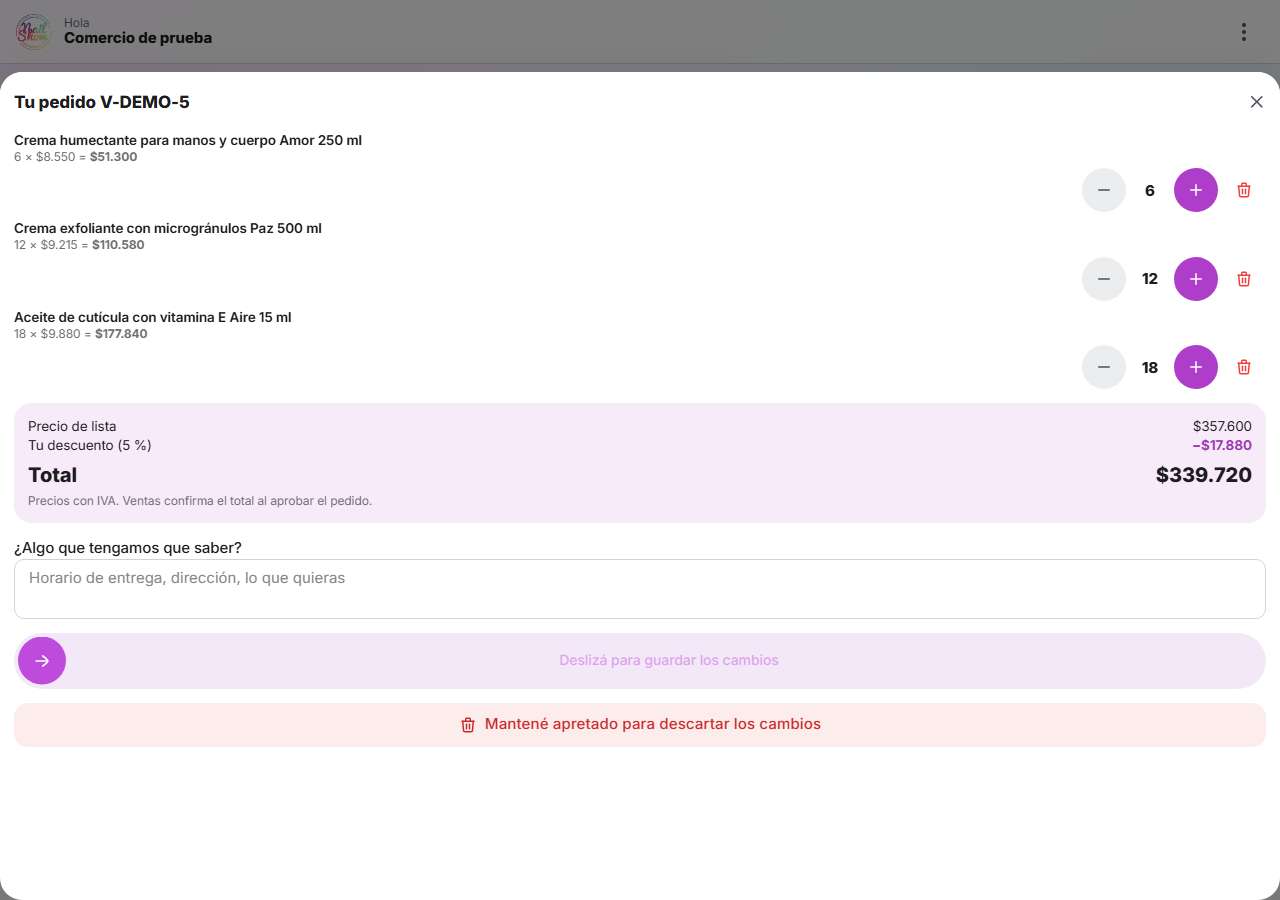 Nail Show
Hola
Comercio de prueba
Tu pedido V-DEMO-5
Crema humectante para manos y cuerpo Amor 250 ml
6 × $8.550 = $51.300
6
Crema exfoliante con microgránulos Paz 500 ml
12 × $9.215 = $110.580
12
Aceite de cutícula con vitamina E Aire 15 ml
18 × $9.880 = $177.840
18
Precio de lista $357.600
Tu descuento (5 %) –$17.880
Total $339.720
Precios con IVA. Ventas confirma el total al aprobar el pedido.
¿Algo que tengamos que saber?
Horario de entrega, dirección, lo que quieras
Deslizá para guardar los cambios
Mantené apretado para descartar los cambios